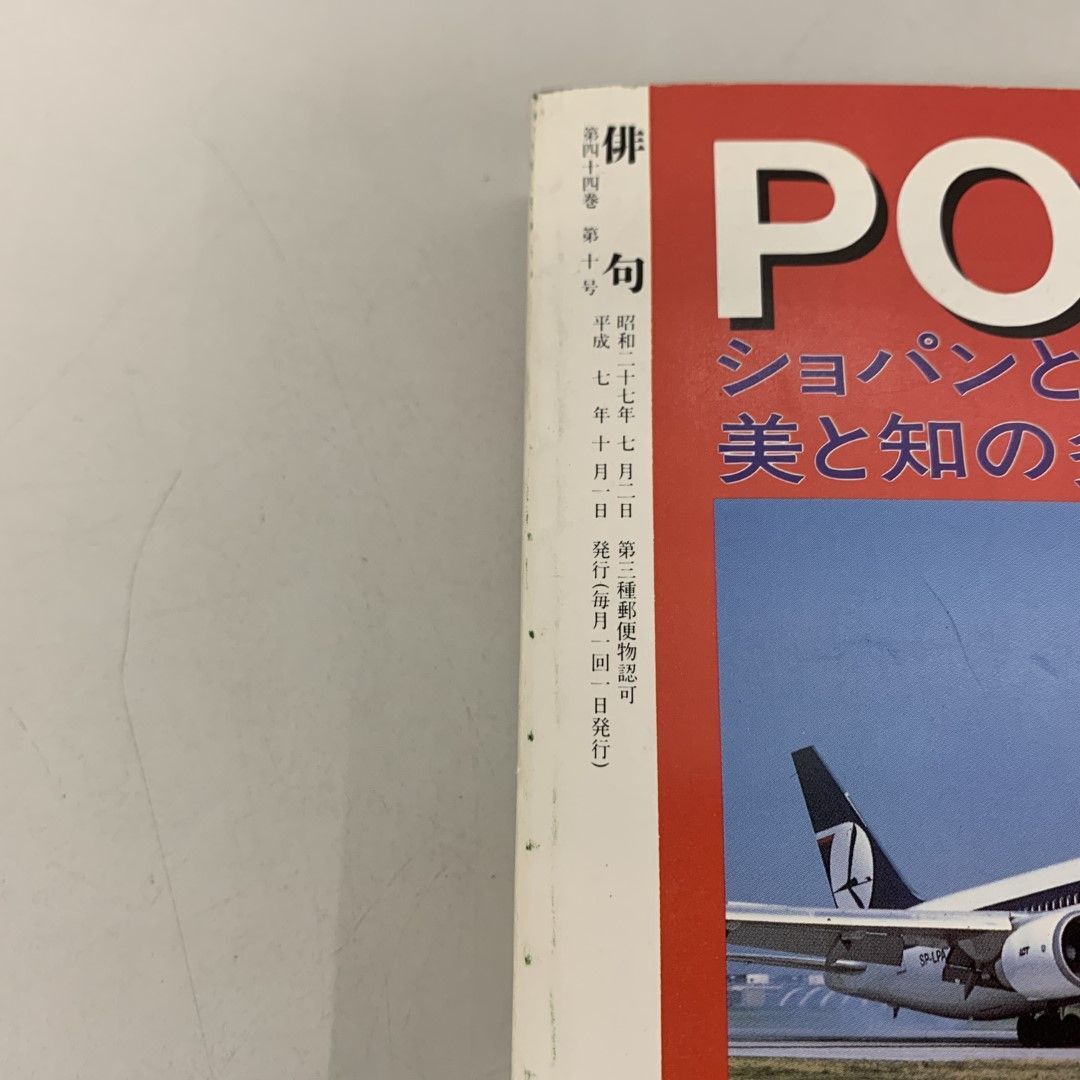 俳句
第四十四巻 第十号
昭和二十七年七月二日 第三種郵便物認可
平成七年十月一日 発行(毎月一回一日発行)
PO
ショパンと
美と知の
SP-LPA
LOT